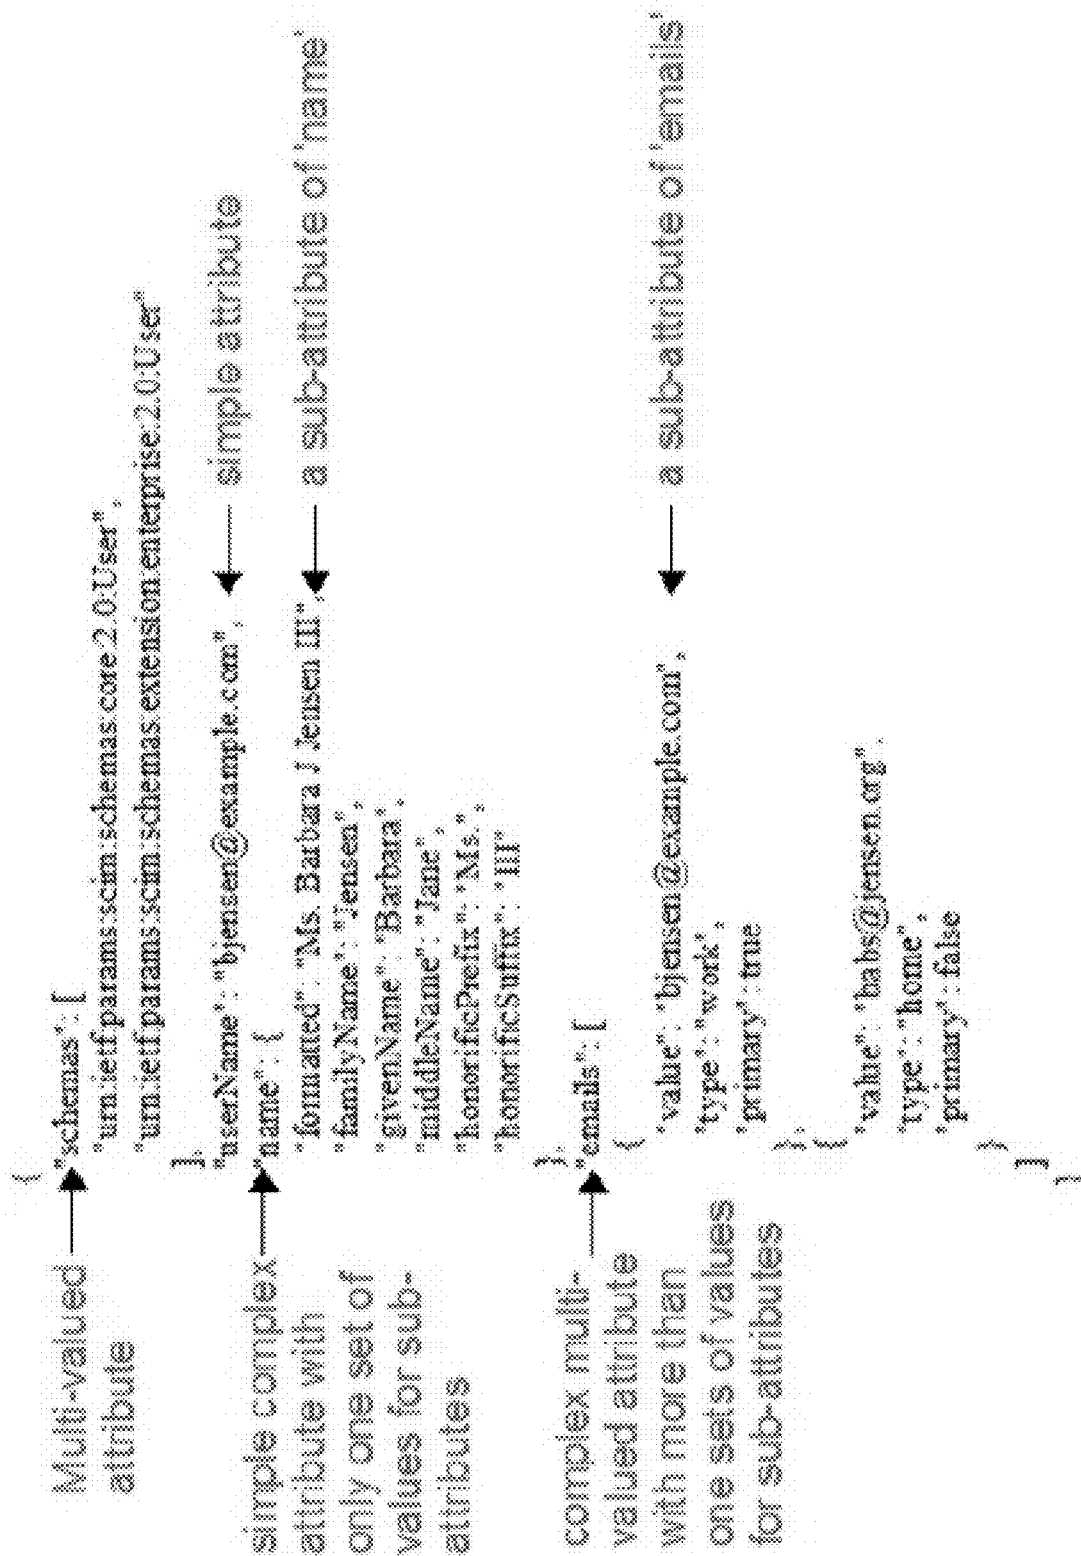 {
Multi-valued
attribute
"schemas": [
"urn:ietf:params:scim:schemas:core:2.0:User",
"urn:ietf:params:scim:schemas:extension:enterprise:2.0:User"
],
"userName": "bjensen@example.com",
simple attribute
simple complex
attribute with
only one set of
values for sub-
attributes
"name": {
"formatted": "Ms. Barbara J Jensen III",
a sub-attribute of 'name'
"familyName": "Jensen",
"givenName": "Barbara",
"middleName": "Jane",
"honorificPrefix": "Ms.",
"honorificSuffix": "III"
},
complex multi-
valued attribute
with more than
one sets of values
for sub-attributes
"emails": [
{
"value": "bjensen@example.com",
a sub-attribute of 'emails'
"type": "work",
"primary": true
},
{
"value": "babs@jensen.org",
"type": "home",
"primary": false
}
]
}